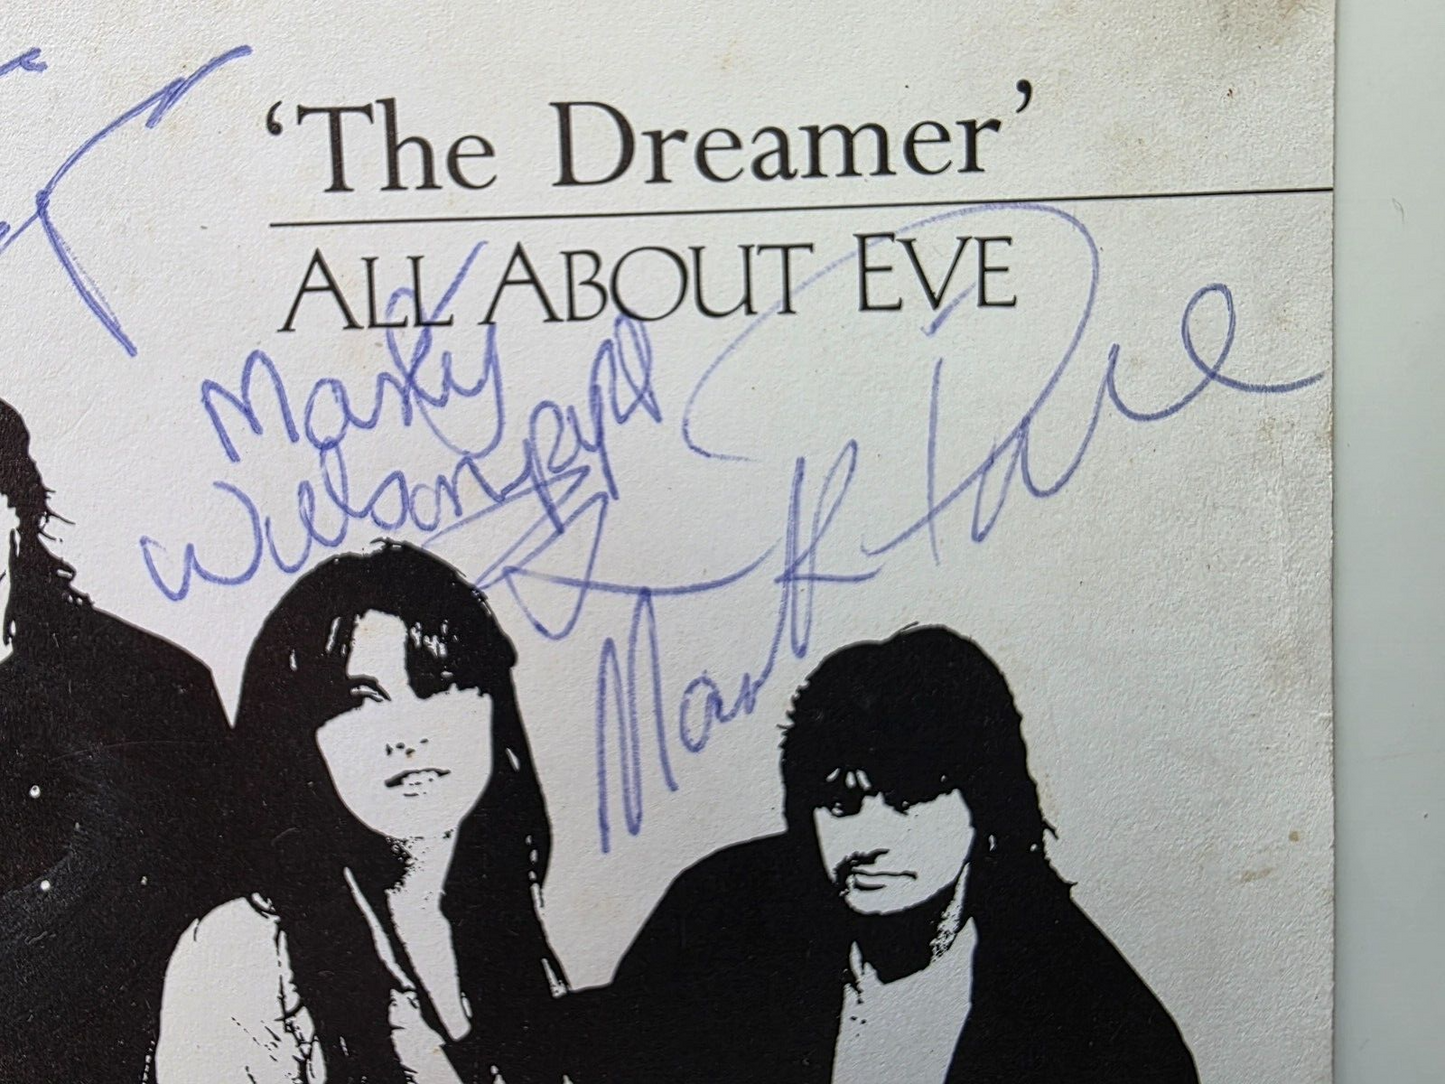 ‘The Dreamer’
ALL ABOUT EVE
Marty
Willson-Piper
Mark Price